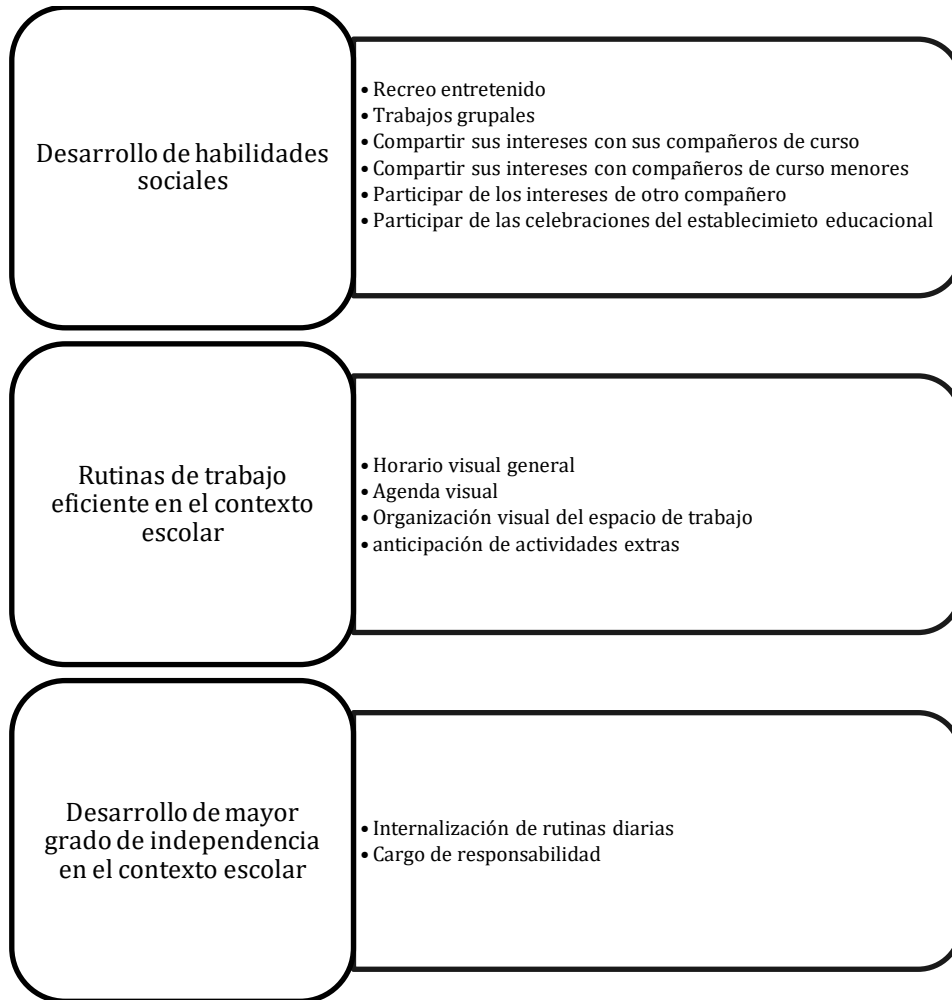 Desarrollo de habilidades
sociales
• Recreo entretenido
• Trabajos grupales
• Compartir sus intereses con sus compañeros de curso
• Compartir sus intereses con compañeros de curso menores
• Participar de los intereses de otro compañero
• Participar de las celebraciones del establecimieto educacional
Rutinas de trabajo
eficiente en el contexto
escolar
• Horario visual general
• Agenda visual
• Organización visual del espacio de trabajo
• anticipación de actividades extras
Desarrollo de mayor
grado de independencia
en el contexto escolar
• Internalización de rutinas diarias
• Cargo de responsabilidad